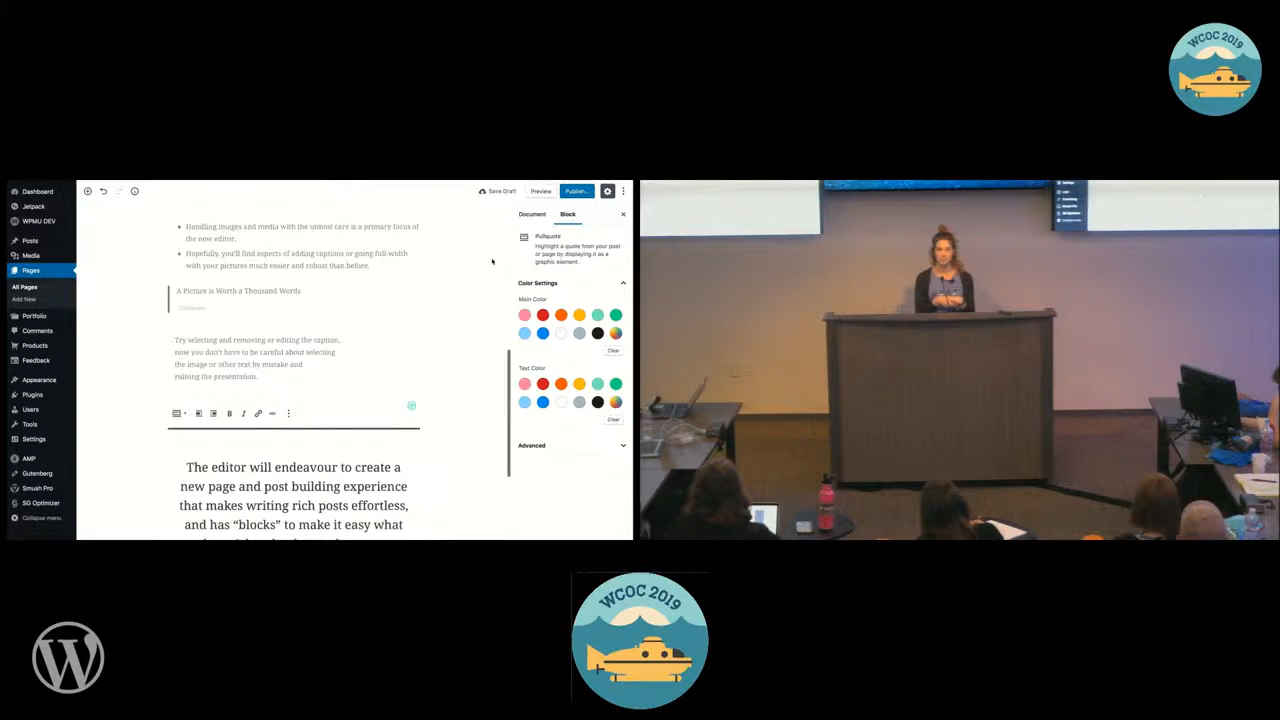 WCOC 2019
Dashboard
Jetpack
WPMU DEV
Posts
Media
Pages
All Pages
Add New
Portfolio
Comments
Products
Feedback
Appearance
Plugins
Users
Tools
Settings
AMP
Gutenberg
Smush Pro
SG Optimizer
Collapse menu
Save Draft
Preview
Publish...
Handling images and media with the utmost care is a primary focus of
the new editor.
Hopefully, you'll find aspects of adding captions or going full-width
with your pictures much easier and robust than before.
A Picture is Worth a Thousand Words
Try selecting and removing or editing the caption,
now you don't have to be careful about selecting
the image or other text by mistake and
ruining the presentation.
B
I
The editor will endeavour to create a
new page and post building experience
that makes writing rich posts effortless,
and has “blocks” to make it easy what
Document
Block
Pullquote
Highlight a quote from your post
or page by displaying it as a
graphic element.
Color Settings
Main Color
Clear
Text Color
Clear
Advanced
W
WCOC 2019